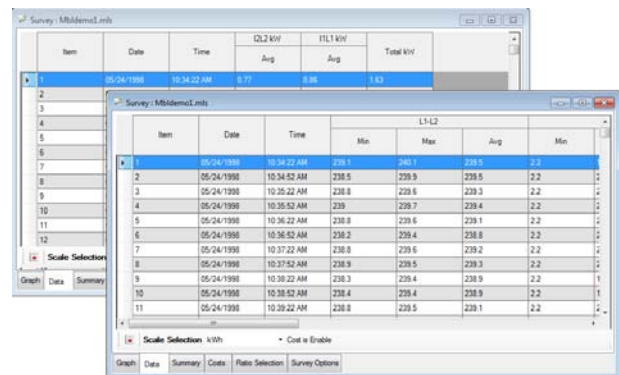 Survey : Mbldemo1.mls
I2L2 kW I1L1 kW
Item Date Time Total kW
Avg Avg
1 05/24/1998 10:34:22 AM 0.77 0.86 1.63
2
3
4
5
6
7
8
9
10
11
12
Scale Selection
Graph Data Summary
Survey : Mbldemo1.mls
L1-L2
Item Date Time
Min Max Avg Min
1 05/24/1998 10:34:22 AM 239.1 240.1 239.5 2.2
2 05/24/1998 10:34:52 AM 238.5 239.9 239.5 2.2
3 05/24/1998 10:35:22 AM 238.8 239.6 239.3 2.2
4 05/24/1998 10:35:52 AM 239 239.7 239.4 2.2
5 05/24/1998 10:36:22 AM 238.8 239.6 239.1 2.2
6 05/24/1998 10:36:52 AM 238.2 239.4 238.8 2.2
7 05/24/1998 10:37:22 AM 238.8 239.6 239.2 2.2
8 05/24/1998 10:37:52 AM 238.9 239.5 239.3 2.2
9 05/24/1998 10:38:22 AM 238.3 239.4 238.9 2.2
10 05/24/1998 10:38:52 AM 238.4 239.4 238.9 2.2
11 05/24/1998 10:39:22 AM 238.8 239.5 239.1 2.2
Scale Selection kWh Cost is Enable
Graph Data Summary Costs Ratio Selection Survey Options